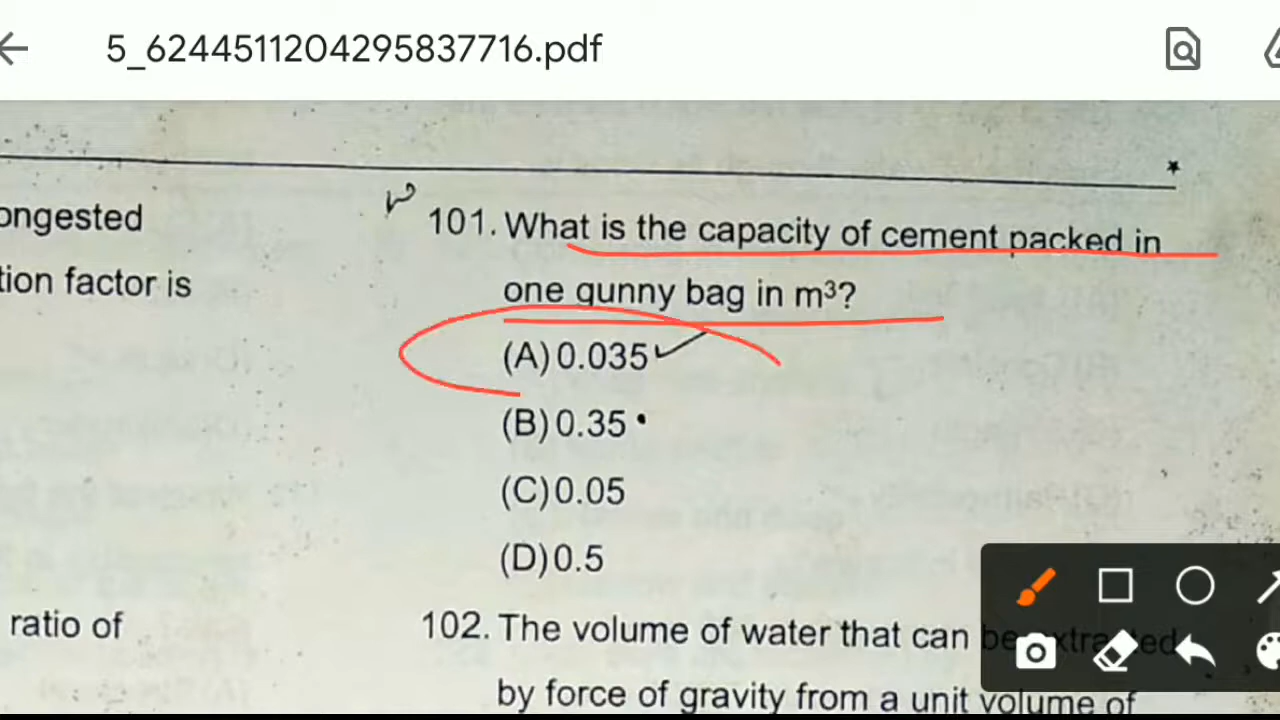 5_6244511204295837716.pdf
ongested
tion factor is
ratio of
101. What is the capacity of cement packed in
one gunny bag in m³?
(A) 0.035
(B) 0.35
(C) 0.05
(D) 0.5
102. The volume of water that can be extracted
by force of gravity from a unit volume of